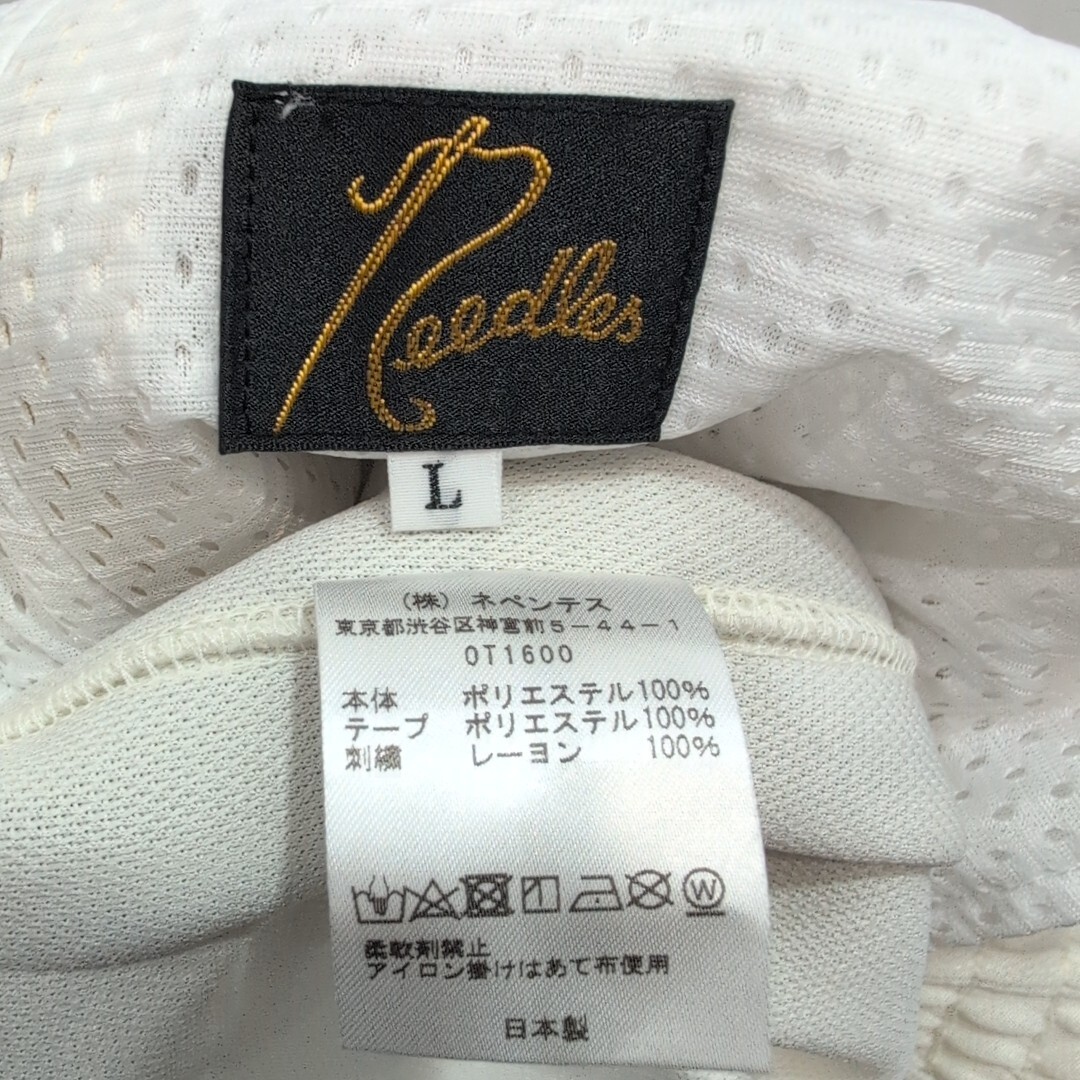 Needles
L
(株) ネペンテス
東京都渋谷区神宮前5-44-1
OT1600
本体 ポリエステル100%
テープ ポリエステル100%
刺繍 レーヨン 100%
W
柔軟剤禁止
アイロン掛けはあて布使用
日本製